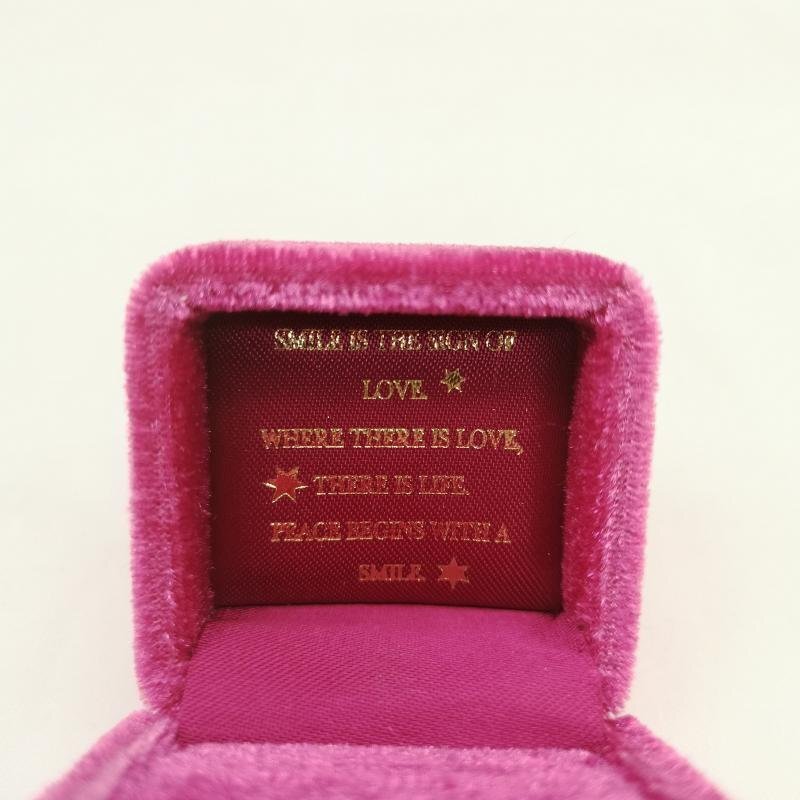 SMILE IS THE SIGN OF
LOVE.
WHERE THERE IS LOVE,
THERE IS LIFE.
PEACE BEGINS WITH A
SMILE.